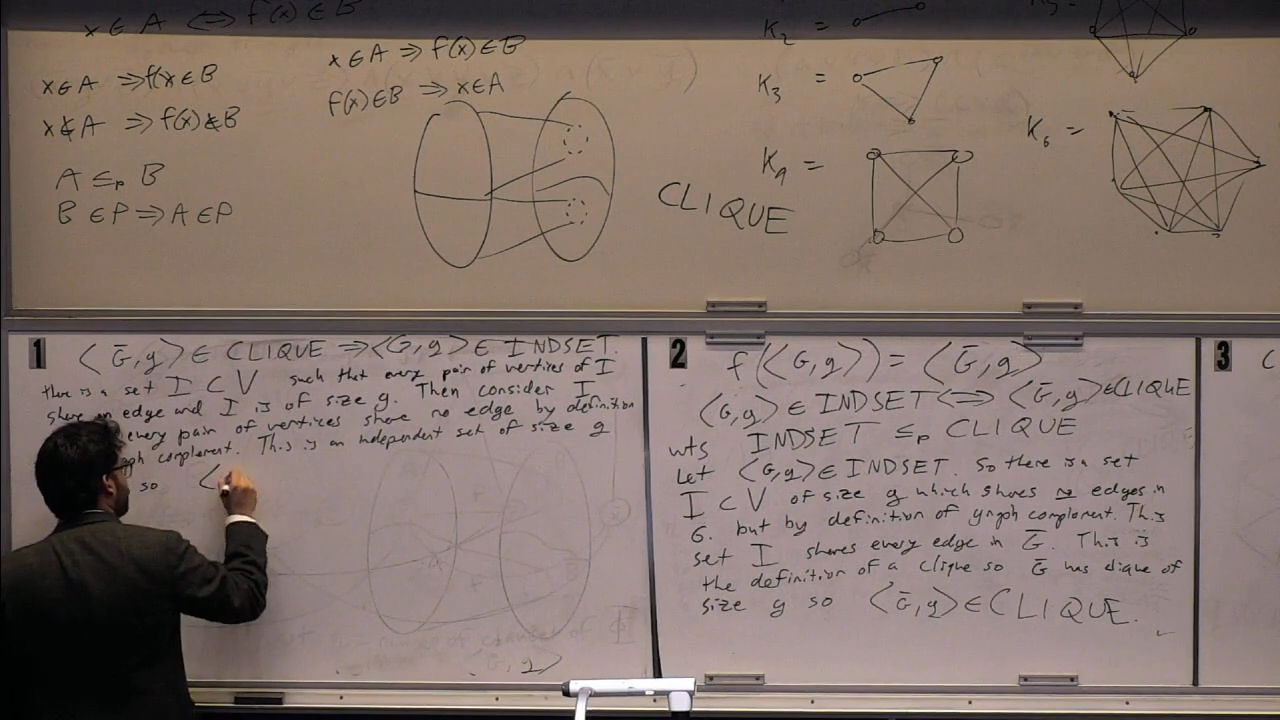 x ∈ A ⟺ f(x) ∈ B
x ∈ A ⇒ f(x ∈ B
x ∉ A ⇒ f(x) ∉ B
A ≤p B
B ∈ P ⇒ A ∈ P
x ∈ A ⇒ f(x) ∈ B
f(x) ∈ B ⇒ x ∈ A
CLIQUE
K2 =
K3 =
K4 =
K5 =
K6 =
1
⟨Ḡ, g⟩ ∈ CLIQUE ⇒ ⟨G, g⟩ ∈ INDSET.
there is a set I ⊂ V such that every pair of vertices of I
share an edge and I is of size g. Then consider I
every pair of vertices share no edge by definition
complement. This is an independent set of size g
so ⟨
2
f(⟨G, g⟩) = ⟨Ḡ, g⟩
⟨G, g⟩ ∈ INDSET ⟺ ⟨Ḡ, g⟩ ∈ CLIQUE
wts INDSET ≤p CLIQUE
Let ⟨G, g⟩ ∈ INDSET. So there is a set
I ⊂ V of size g which shares no edges in
G. but by definition of graph complement. This
set I shares every edge in Ḡ. This is
the definition of a clique so Ḡ has clique of
size g so ⟨Ḡ, g⟩ ∈ CLIQUE.
3